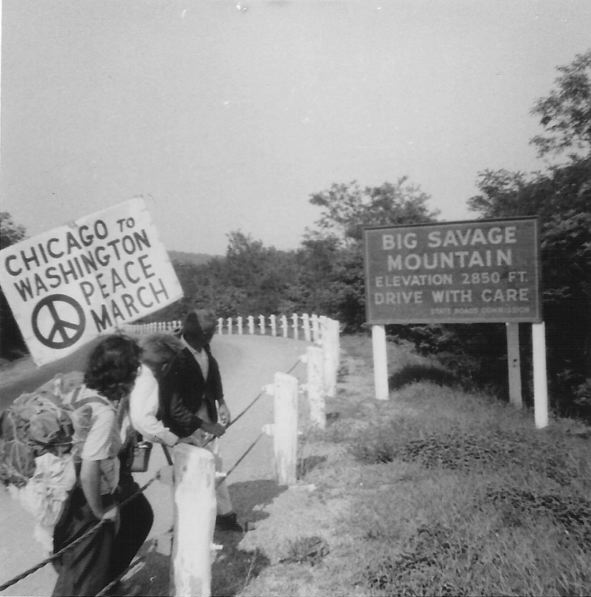 CHICAGO TO
WASHINGTON
PEACE
MARCH
BIG SAVAGE
MOUNTAIN
ELEVATION 2850 FT.
DRIVE WITH CARE
STATE ROADS COMMISSION